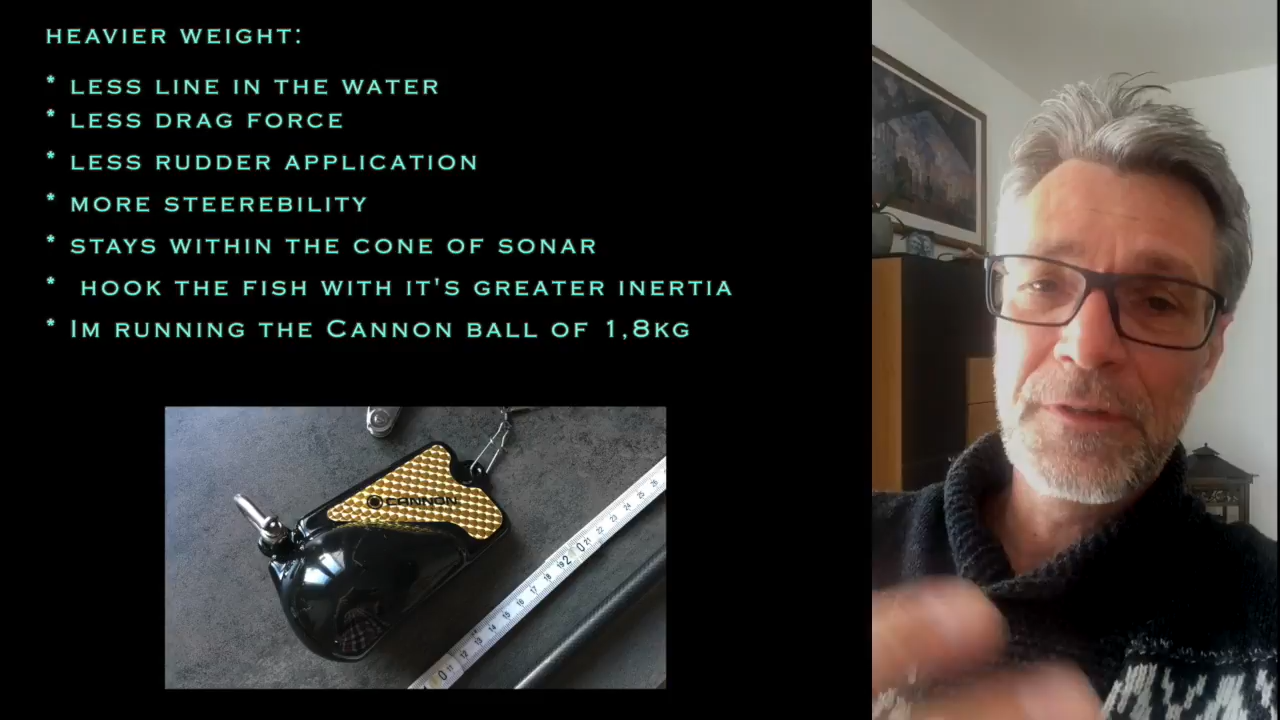 HEAVIER WEIGHT:
* LESS LINE IN THE WATER
* LESS DRAG FORCE
* LESS RUDDER APPLICATION
* MORE STEEREBILITY
* STAYS WITHIN THE CONE OF SONAR
* HOOK THE FISH WITH IT'S GREATER INERTIA
* IM RUNNING THE CANNON BALL OF 1,8KG
CANNON